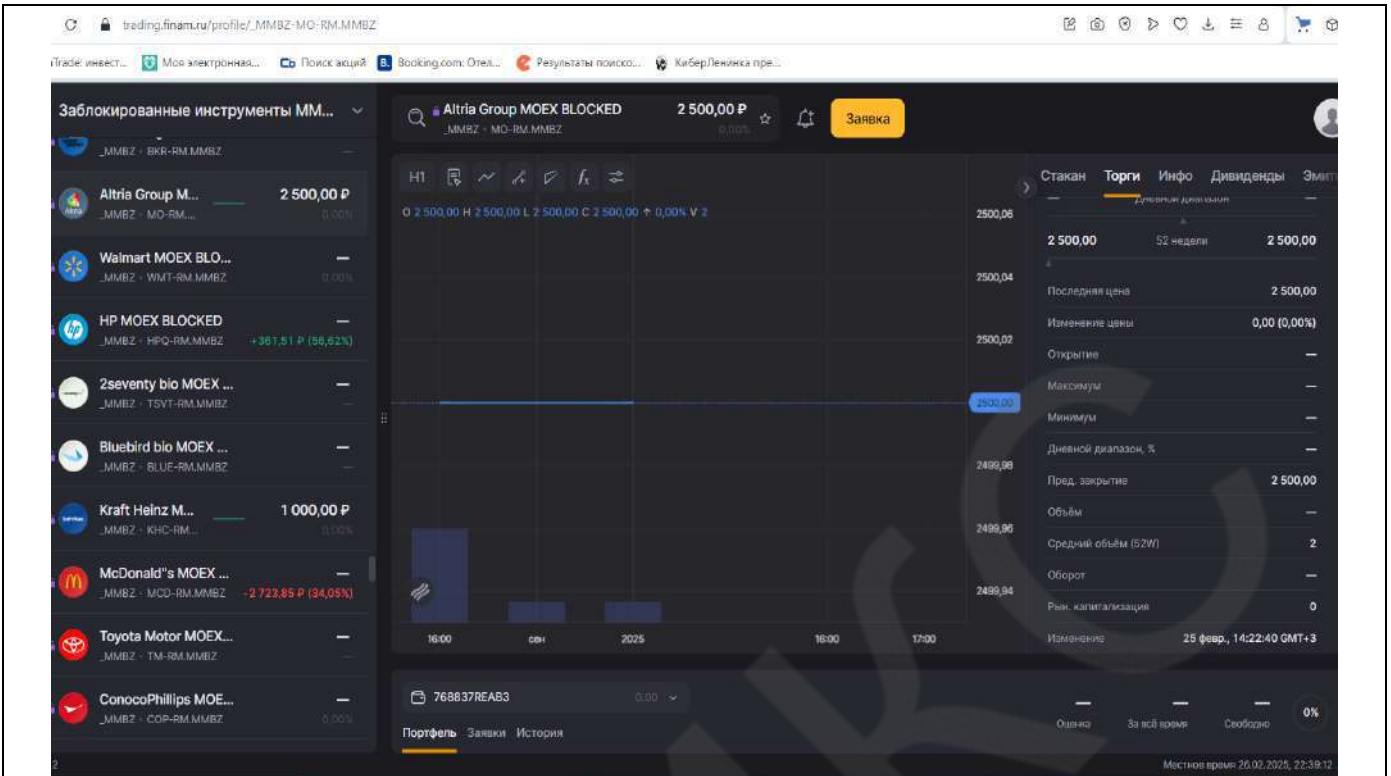 trading.finam.ru/profile/_MMBZ-MO-RM.MMBZ
Trade: инвест... Моя электронная... Поиск акций Booking.com: Отел... Результаты поиско... КиберЛенинка пре...
Заблокированные инструменты ММ...
_MMBZ · BKR-RM.MMBZ —
Altria Group M... 2 500,00 ₽
_MMBZ · MO-RM.... 0,00%
Walmart MOEX BLO... —
_MMBZ · WMT-RM.MMBZ 0,00%
HP MOEX BLOCKED —
_MMBZ · HPQ-RM.MMBZ +361,51 ₽ (56,62%)
2seventy bio MOEX ... —
_MMBZ · TSVT-RM.MMBZ —
Bluebird bio MOEX ... —
_MMBZ · BLUE-RM.MMBZ —
Kraft Heinz M... 1 000,00 ₽
_MMBZ · KHC-RM.... 0,00%
McDonald"s MOEX ... —
_MMBZ · MCD-RM.MMBZ -2 723,85 ₽ (34,05%)
Toyota Motor MOEX... —
_MMBZ · TM-RM.MMBZ —
ConocoPhillips MOE... —
_MMBZ · COP-RM.MMBZ 0,00%
Altria Group MOEX BLOCKED 2 500,00 ₽
_MMBZ · MO-RM.MMBZ 0,00%
Заявка
H1
O 2 500,00 H 2 500,00 L 2 500,00 C 2 500,00 ↑ 0,00% V 2
2500,06
2500,04
2500,02
2500,00
2499,98
2499,96
2499,94
16:00 сен 2025 16:00 17:00
Стакан Торги Инфо Дивиденды Эмит
— Дневной диапазон —
2 500,00 52 недели 2 500,00
Последняя цена 2 500,00
Изменение цены 0,00 (0,00%)
Открытие —
Максимум —
Минимум —
Дневной диапазон, % —
Пред. закрытие 2 500,00
Объём —
Средний объём (52W) 2
Оборот —
Рын. капитализация 0
Изменение 25 февр., 14:22:40 GMT+3
768837REAB3 0,00
Портфель Заявки История
— — — 0%
Оценка За всё время Свободно
Местное время 26.02.2025, 22:39:12